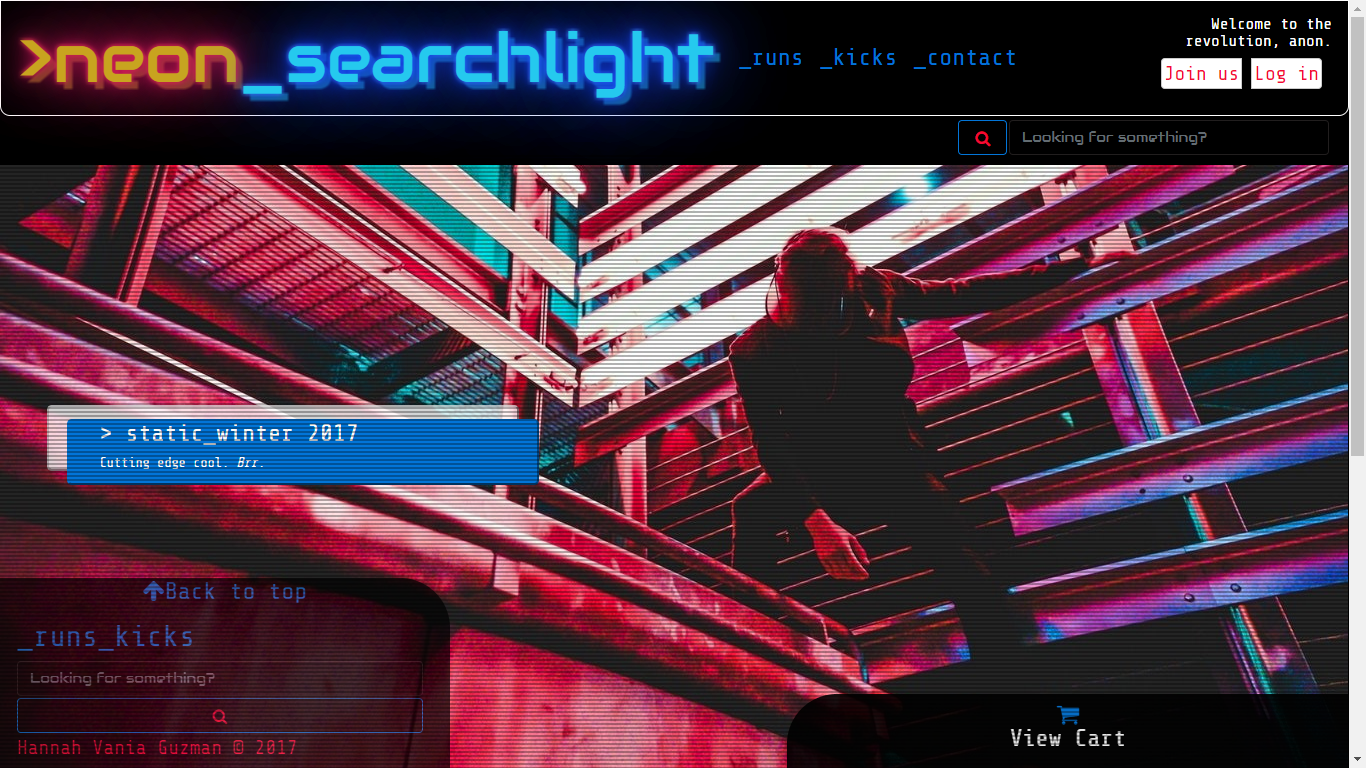 >neon_searchlight
_runs _kicks _contact
Welcome to the
revolution, anon.
Join us Log in
Looking for something?
> static_winter 2017
Cutting edge cool. Brr.
Back to top
_runs_kicks
Looking for something?
Hannah Vania Guzman © 2017
View Cart